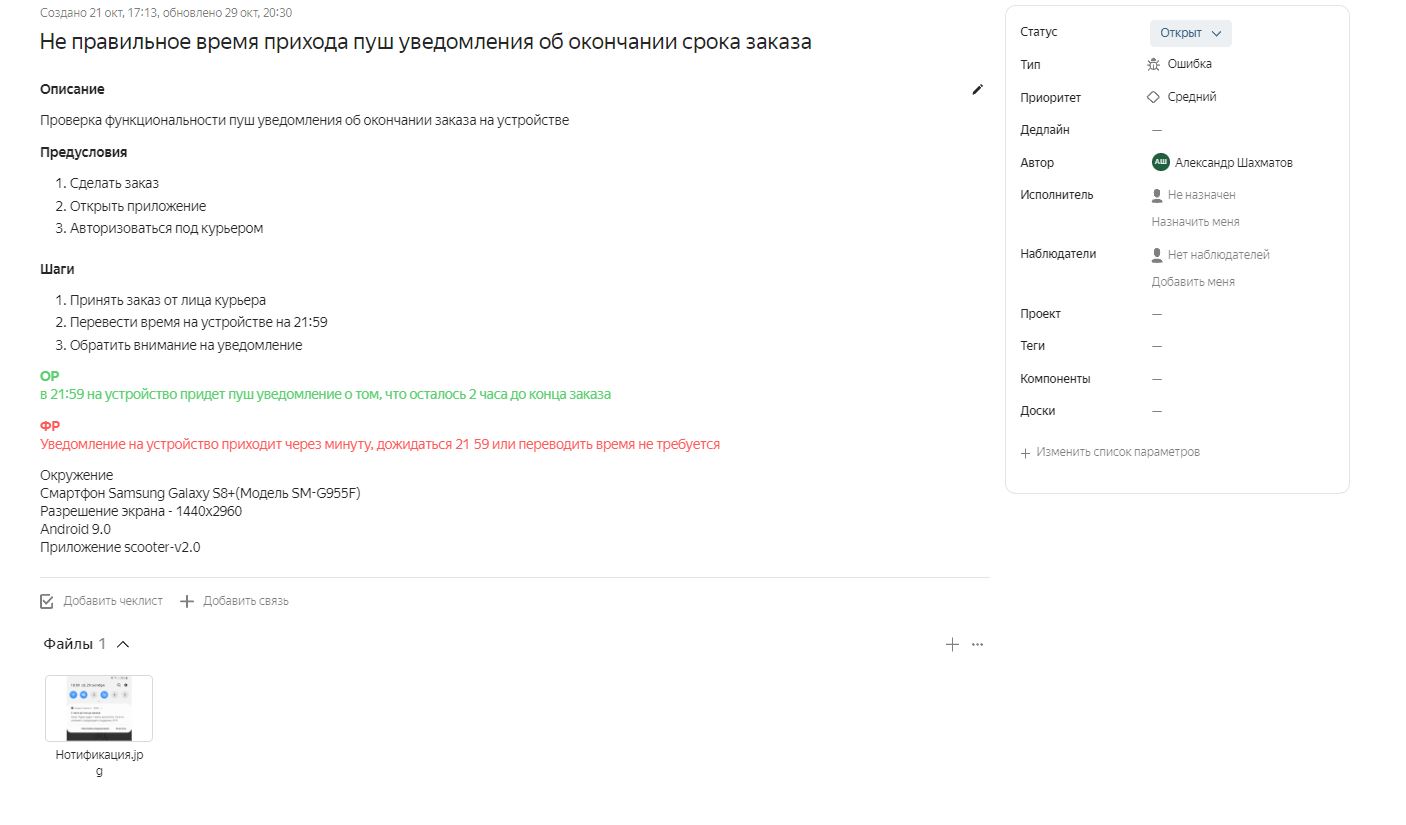 Создано 21 окт, 17:13, обновлено 29 окт, 20:30
Не правильное время прихода пуш уведомления об окончании срока заказа
Описание
Проверка функциональности пуш уведомления об окончании заказа на устройстве
Предусловия
1. Сделать заказ
2. Открыть приложение
3. Авторизоваться под курьером
Шаги
1. Принять заказ от лица курьера
2. Перевести время на устройстве на 21:59
3. Обратить внимание на уведомление
ОР
в 21:59 на устройство придет пуш уведомление о том, что осталось 2 часа до конца заказа
ФР
Уведомление на устройство приходит через минуту, дожидаться 21 59 или переводить время не требуется
Окружение
Смартфон Samsung Galaxy S8+(Модель SM-G955F)
Разрешение экрана - 1440x2960
Android 9.0
Приложение scooter-v2.0
Добавить чеклист
Добавить связь
Файлы 1
Нотификация.jp
g
Статус
Открыт
Тип
Ошибка
Приоритет
Средний
Дедлайн
—
Автор
АШ
Александр Шахматов
Исполнитель
Не назначен
Назначить меня
Наблюдатели
Нет наблюдателей
Добавить меня
Проект
—
Теги
—
Компоненты
—
Доски
—
Изменить список параметров